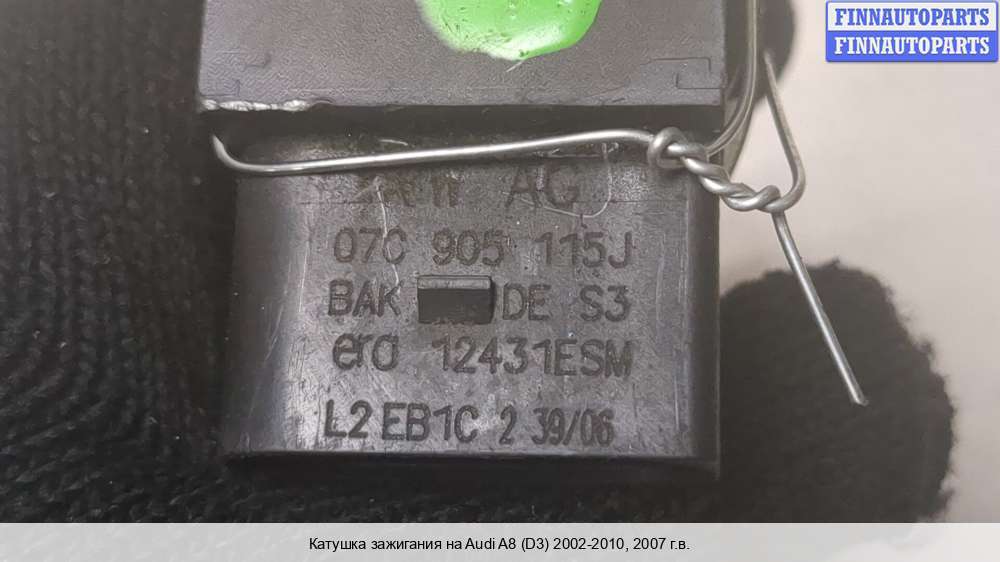 FINNAUTOPARTS
FINNAUTOPARTS
AG
07C 905 115J
BAK DE S3
era 12431ESM
L2 EB1C 2 39/06
Катушка зажигания на Audi A8 (D3) 2002-2010, 2007 г.в.